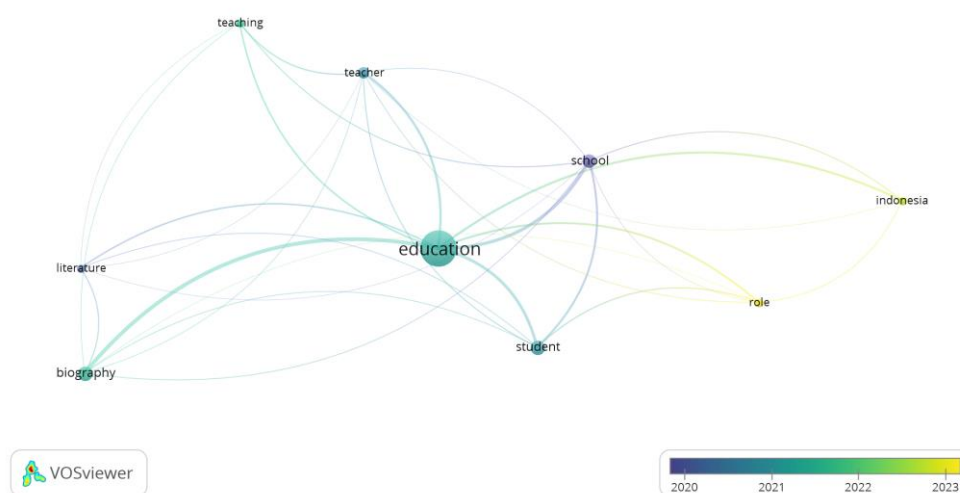 teaching
teacher
school
indonesia
education
literature
role
student
biography
VOSviewer
2020 2021 2022 2023